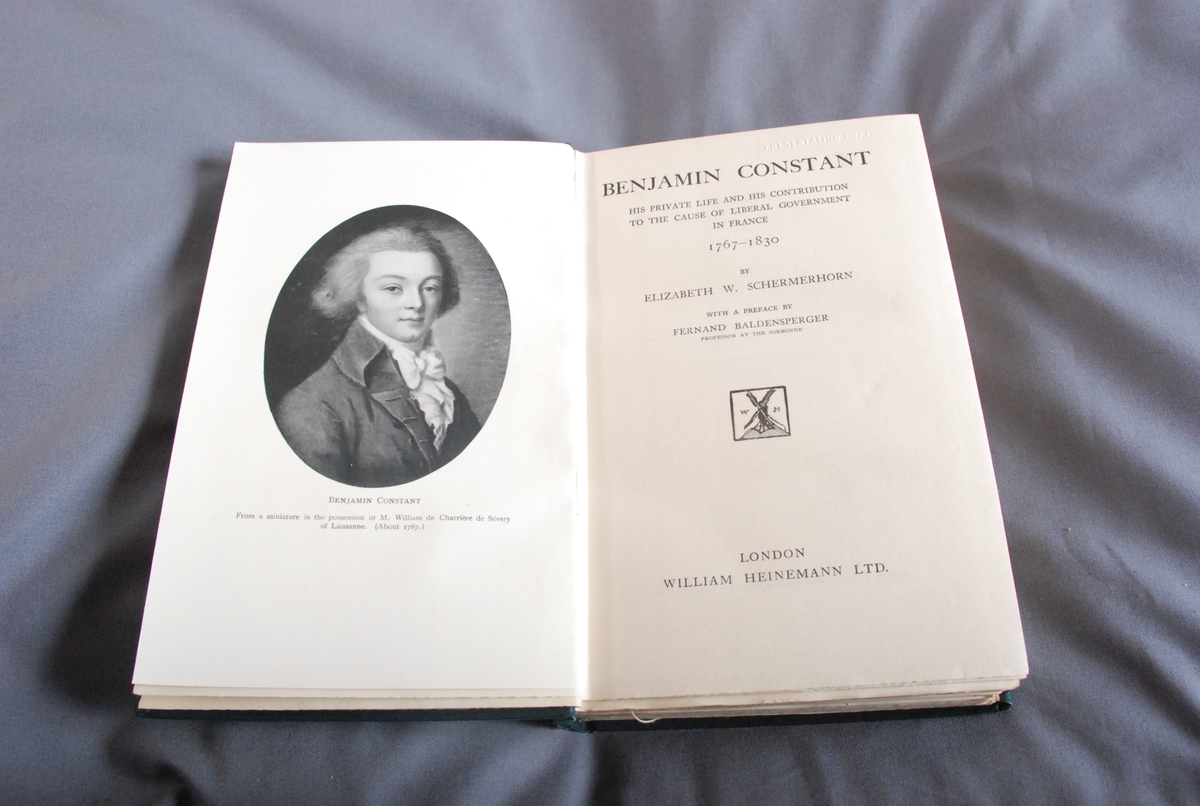 BENJAMIN CONSTANT
From a miniature in the possession of M. William de Charrière de Sévery
of Lausanne. (About 1787.)
PRESENTATION COPY
BENJAMIN CONSTANT
HIS PRIVATE LIFE AND HIS CONTRIBUTION
TO THE CAUSE OF LIBERAL GOVERNMENT
IN FRANCE
1767–1830
BY
ELIZABETH W. SCHERMERHORN
WITH A PREFACE BY
FERNAND BALDENSPERGER
PROFESSOR AT THE SORBONNE
W H
LONDON
WILLIAM HEINEMANN LTD.